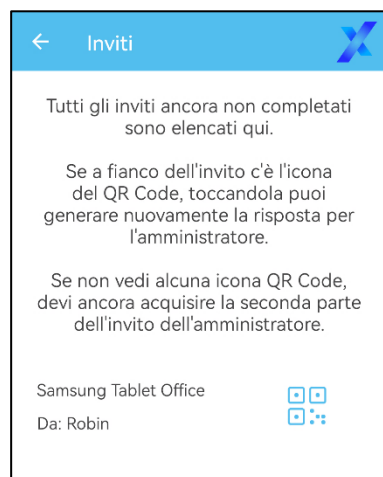 Inviti
Tutti gli inviti ancora non completati
sono elencati qui.
Se a fianco dell'invito c'è l'icona
del QR Code, toccandola puoi
generare nuovamente la risposta per
l'amministratore.
Se non vedi alcuna icona QR Code,
devi ancora acquisire la seconda parte
dell'invito dell'amministratore.
Samsung Tablet Office
Da: Robin